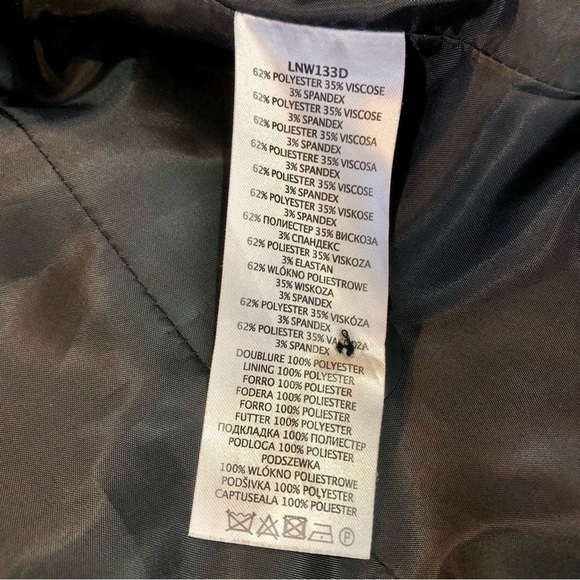 LNW133D
62% POLYESTER 35% VISCOSE
3% SPANDEX
62% POLYESTER 35% VISCOSE
3% SPANDEX
62% POLIESTER 35% VISCOSA
3% SPANDEX
62% POLIESTERE 35% VISCOSA
3% SPANDEX
62% POLIESTER 35% VISCOSE
3% SPANDEX
62% POLYESTER 35% VISKOSE
3% SPANDEX
62% ПОЛИЕСТЕР 35% ВИСКОЗА
3% СПАНДЕКС
62% POLIESTER 35% VISKOZA
3% ELASTAN
62% WLÓKNO POLIESTROWE
35% WISKOZA
3% SPANDEX
62% POLYESTER 35% VISKÓZA
3% SPANDEX
62% POLIESTER 35%
3% SPANDEX
DOUBLURE 100% POLYESTER
LINING 100% POLYESTER
FORRO 100% POLIESTER
FODERA 100% POLIESTERE
FORRO 100% POLIESTER
FUTTER 100% POLYESTER
ПОДКЛАДКА 100% ПОЛИЕСТЕР
PODLOGA 100% POLIESTER
PODSZEWKA
100% WLÓKNO POLIESTROWE
PODŠIVKA 100% POLYESTER
CAPTUSEALA 100% POLIESTER
P